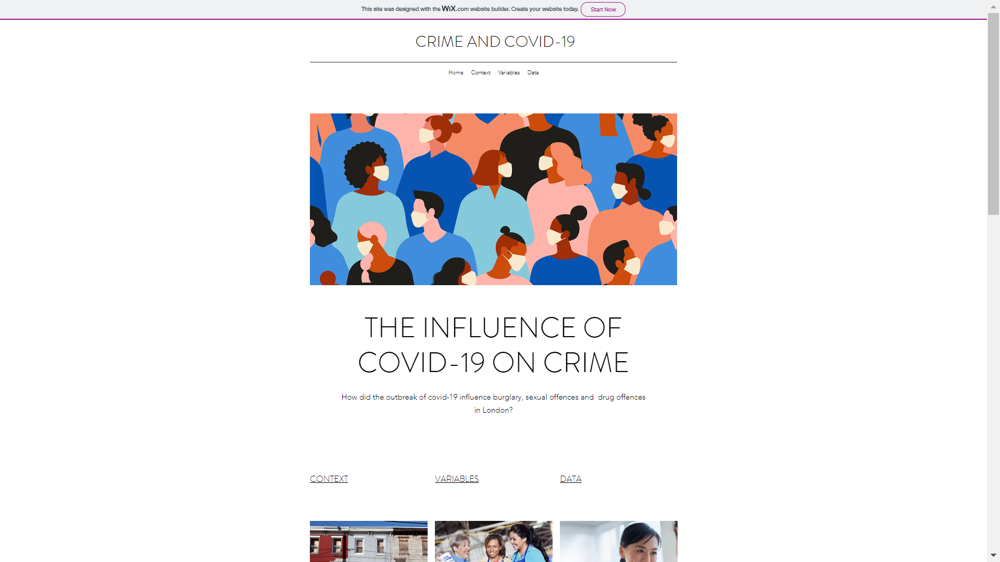 This site was designed with the WiX.com website builder. Create your website today. Start Now
CRIME AND COVID-19
Home Context Variables Data
THE INFLUENCE OF
COVID-19 ON CRIME
How did the outbreak of covid-19 influence burglary, sexual offences and drug offences
in London?
CONTEXT VARIABLES DATA